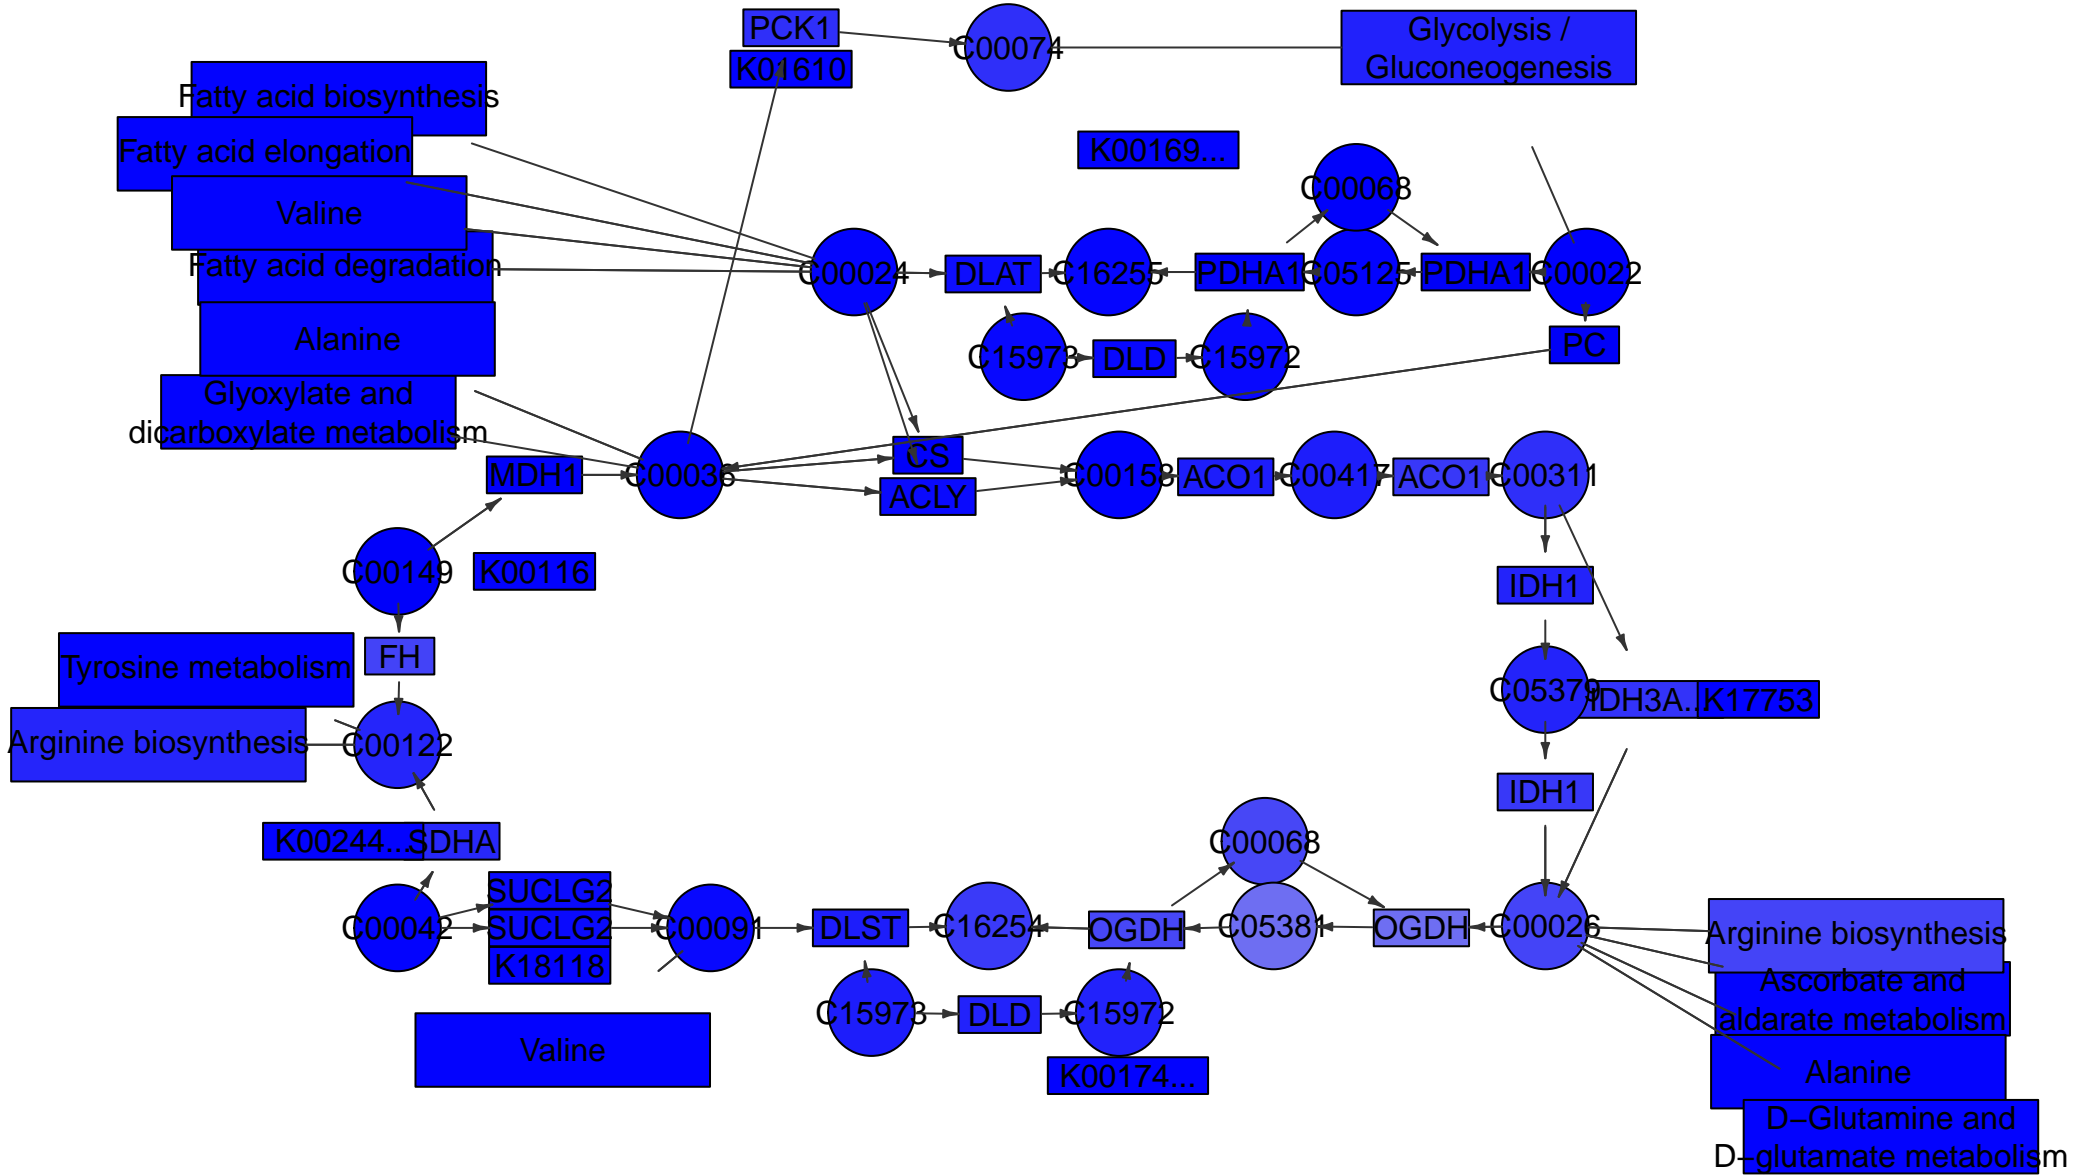 PCK1
C00074
Glycolysis /
Gluconeogenesis
K01610
Fatty acid biosynthesis
Fatty acid elongation
K00169...
C00068
Valine
Fatty acid degradation
C00024
DLAT
C16255
PDHA1
C05125
PDHA1
C00022
Alanine
C15973
DLD
C15972
PC
Glyoxylate and
dicarboxylate metabolism
CS
MDH1
C00036
ACLY
C00158
ACO1
C00417
ACO1
C00311
C00149
K00116
IDH1
FH
Tyrosine metabolism
C05379
IDH3A...
K17753
Arginine biosynthesis
C00122
IDH1
K00244...
SDHA
C00068
SUCLG2
C00042
SUCLG2
C00091
DLST
C16254
OGDH
C05381
OGDH
C00026
Arginine biosynthesis
K18118
Ascorbate and
aldarate metabolism
C15973
DLD
C15972
Valine
K00174...
Alanine
D−Glutamine and
D−glutamate metabolism